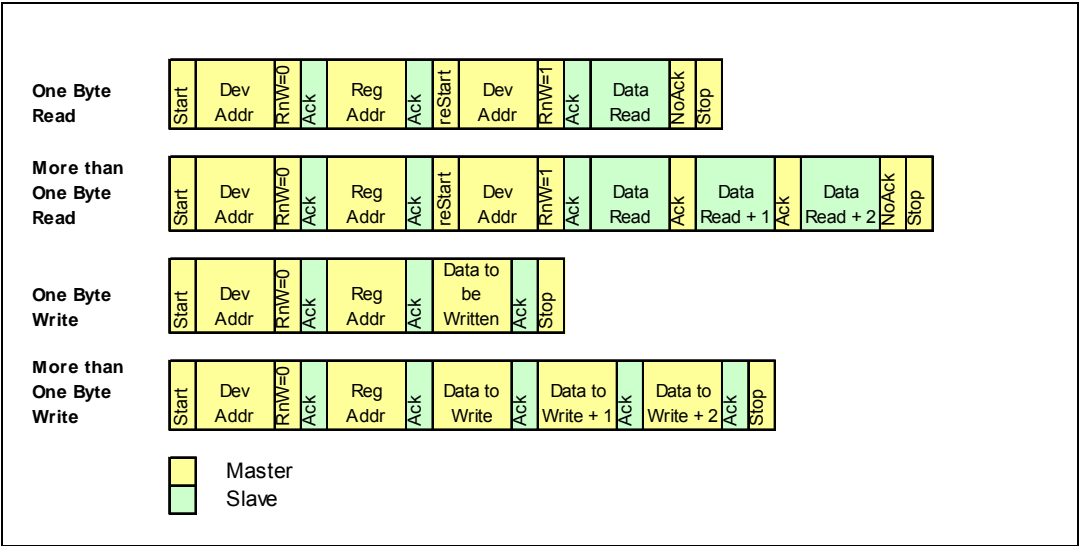 One Byte
Read
Start
Dev
Addr
RnW=0
Ack
Reg
Addr
Ack
reStart
Dev
Addr
RnW=1
Ack
Data
Read
NoAck
Stop
More than
One Byte
Read
Start
Dev
Addr
RnW=0
Ack
Reg
Addr
Ack
reStart
Dev
Addr
RnW=1
Ack
Data
Read
Ack
Data
Read + 1
Ack
Data
Read + 2
NoAck
Stop
One Byte
Write
Start
Dev
Addr
RnW=0
Ack
Reg
Addr
Ack
Data to
be
Written
Ack
Stop
More than
One Byte
Write
Start
Dev
Addr
RnW=0
Ack
Reg
Addr
Ack
Data to
Write
Ack
Data to
Write + 1
Ack
Data to
Write + 2
Ack
Stop
Master
Slave